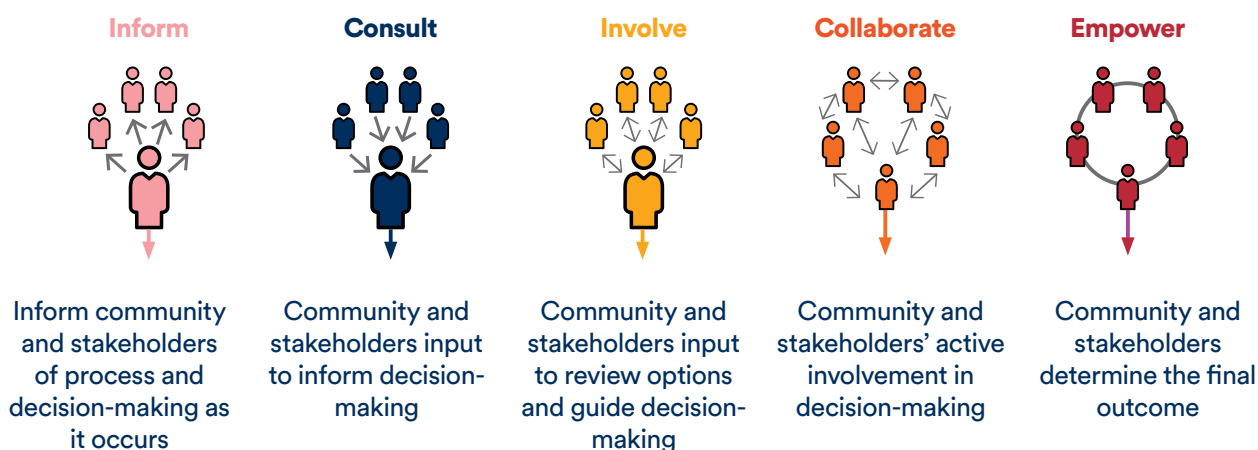 Inform
Consult
Involve
Collaborate
Empower
Inform community
and stakeholders
of process and
decision-making as
it occurs
Community and
stakeholders input
to inform decision-
making
Community and
stakeholders input
to review options
and guide decision-
making
Community and
stakeholders’ active
involvement in
decision-making
Community and
stakeholders
determine the final
outcome